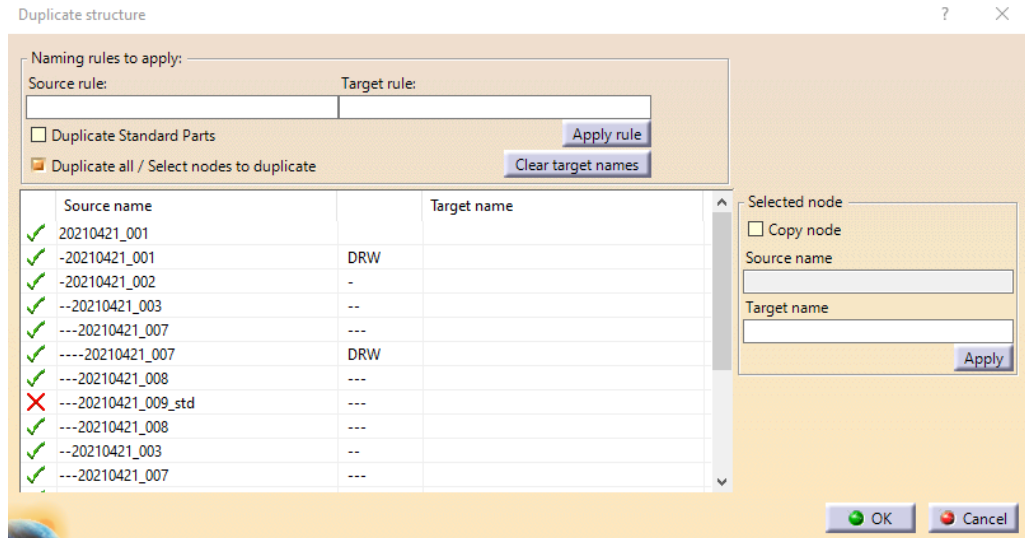 Duplicate structure ?
Naming rules to apply:
Source rule: Target rule:
Duplicate Standard Parts Apply rule
Duplicate all / Select nodes to duplicate Clear target names
Source name Target name
20210421_001
-20210421_001 DRW
-20210421_002 -
--20210421_003 --
---20210421_007 ---
----20210421_007 DRW
---20210421_008 ---
---20210421_009_std ---
---20210421_008 ---
--20210421_003 --
---20210421_007 ---
Selected node
Copy node
Source name
Target name
Apply
OK Cancel